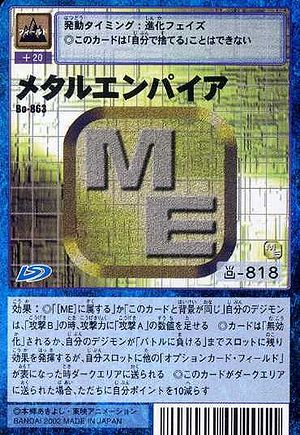 フィールド
発動タイミング：進化フェイズ
◎このカードは「自分で捨てる」ことはできない
+20
メタルエンパイア
Bo-863
ME
ME
-818
効果：◎「[ME]に属する」か「このカードと背景が同じ」自分のデジモン
は、「攻撃B」の時、攻撃力に「攻撃A」の数値を足せる　◎カードは「無効
化」されるか、自分のデジモンが「バトルに負ける」までスロットに残り
効果を発揮するが、自分スロットに他の「オプションカード・フィールド」
が表になった時ダークエリアに送られる　◎このカードがダークエリア
に送られた場合、ただちに自分ポイントを10減らす
©本郷あきよし・東映アニメーション
BANDAI 2002 MADE IN JAPAN